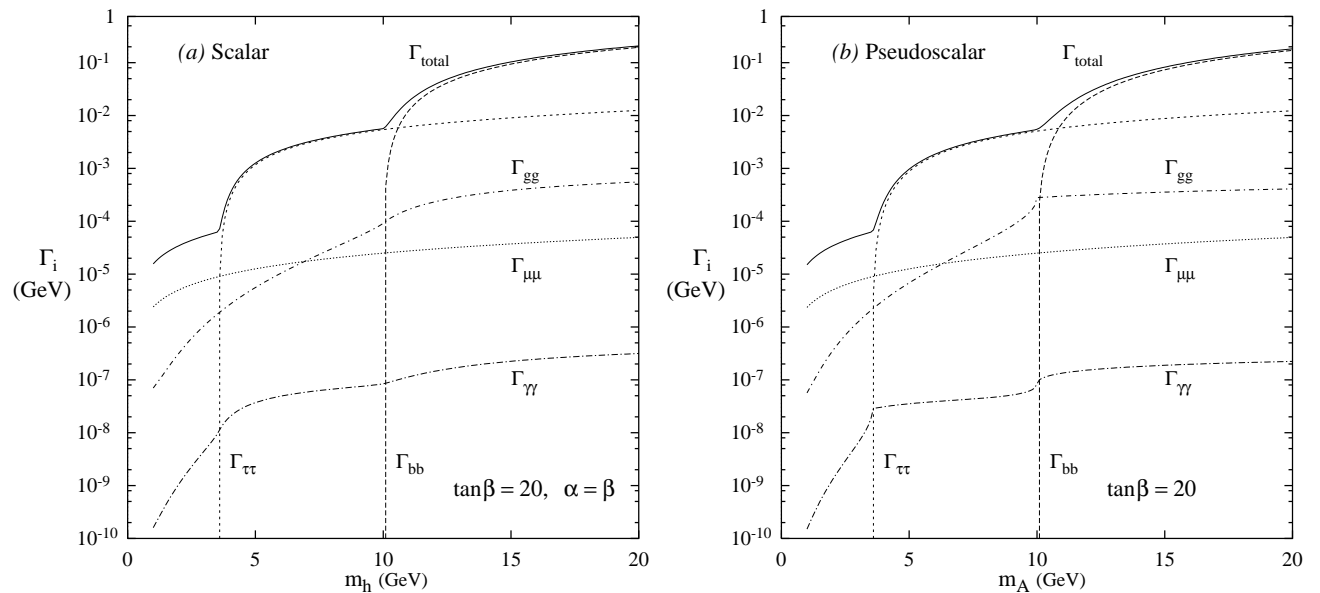 (a) Scalar
Γtotal
Γgg
Γμμ
Γγγ
Γττ
Γbb
tanβ = 20, α = β
1
10-1
10-2
10-3
10-4
10-5
10-6
10-7
10-8
10-9
10-10
Γi
(GeV)
0 5 10 15 20
mh (GeV)
(b) Pseudoscalar
Γtotal
Γgg
Γμμ
Γγγ
Γττ
Γbb
tanβ = 20
1
10-1
10-2
10-3
10-4
10-5
10-6
10-7
10-8
10-9
10-10
Γi
(GeV)
0 5 10 15 20
mA (GeV)